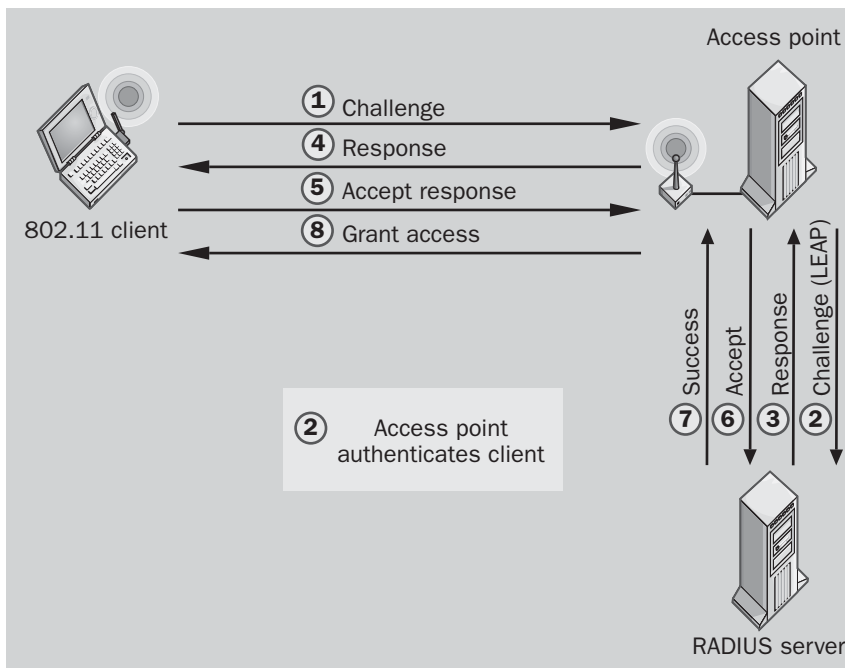 Access point
1 Challenge
4 Response
5 Accept response
8 Grant access
802.11 client
7 Success
6 Accept
3 Response
2 Challenge (LEAP)
2 Access point
authenticates client
RADIUS server